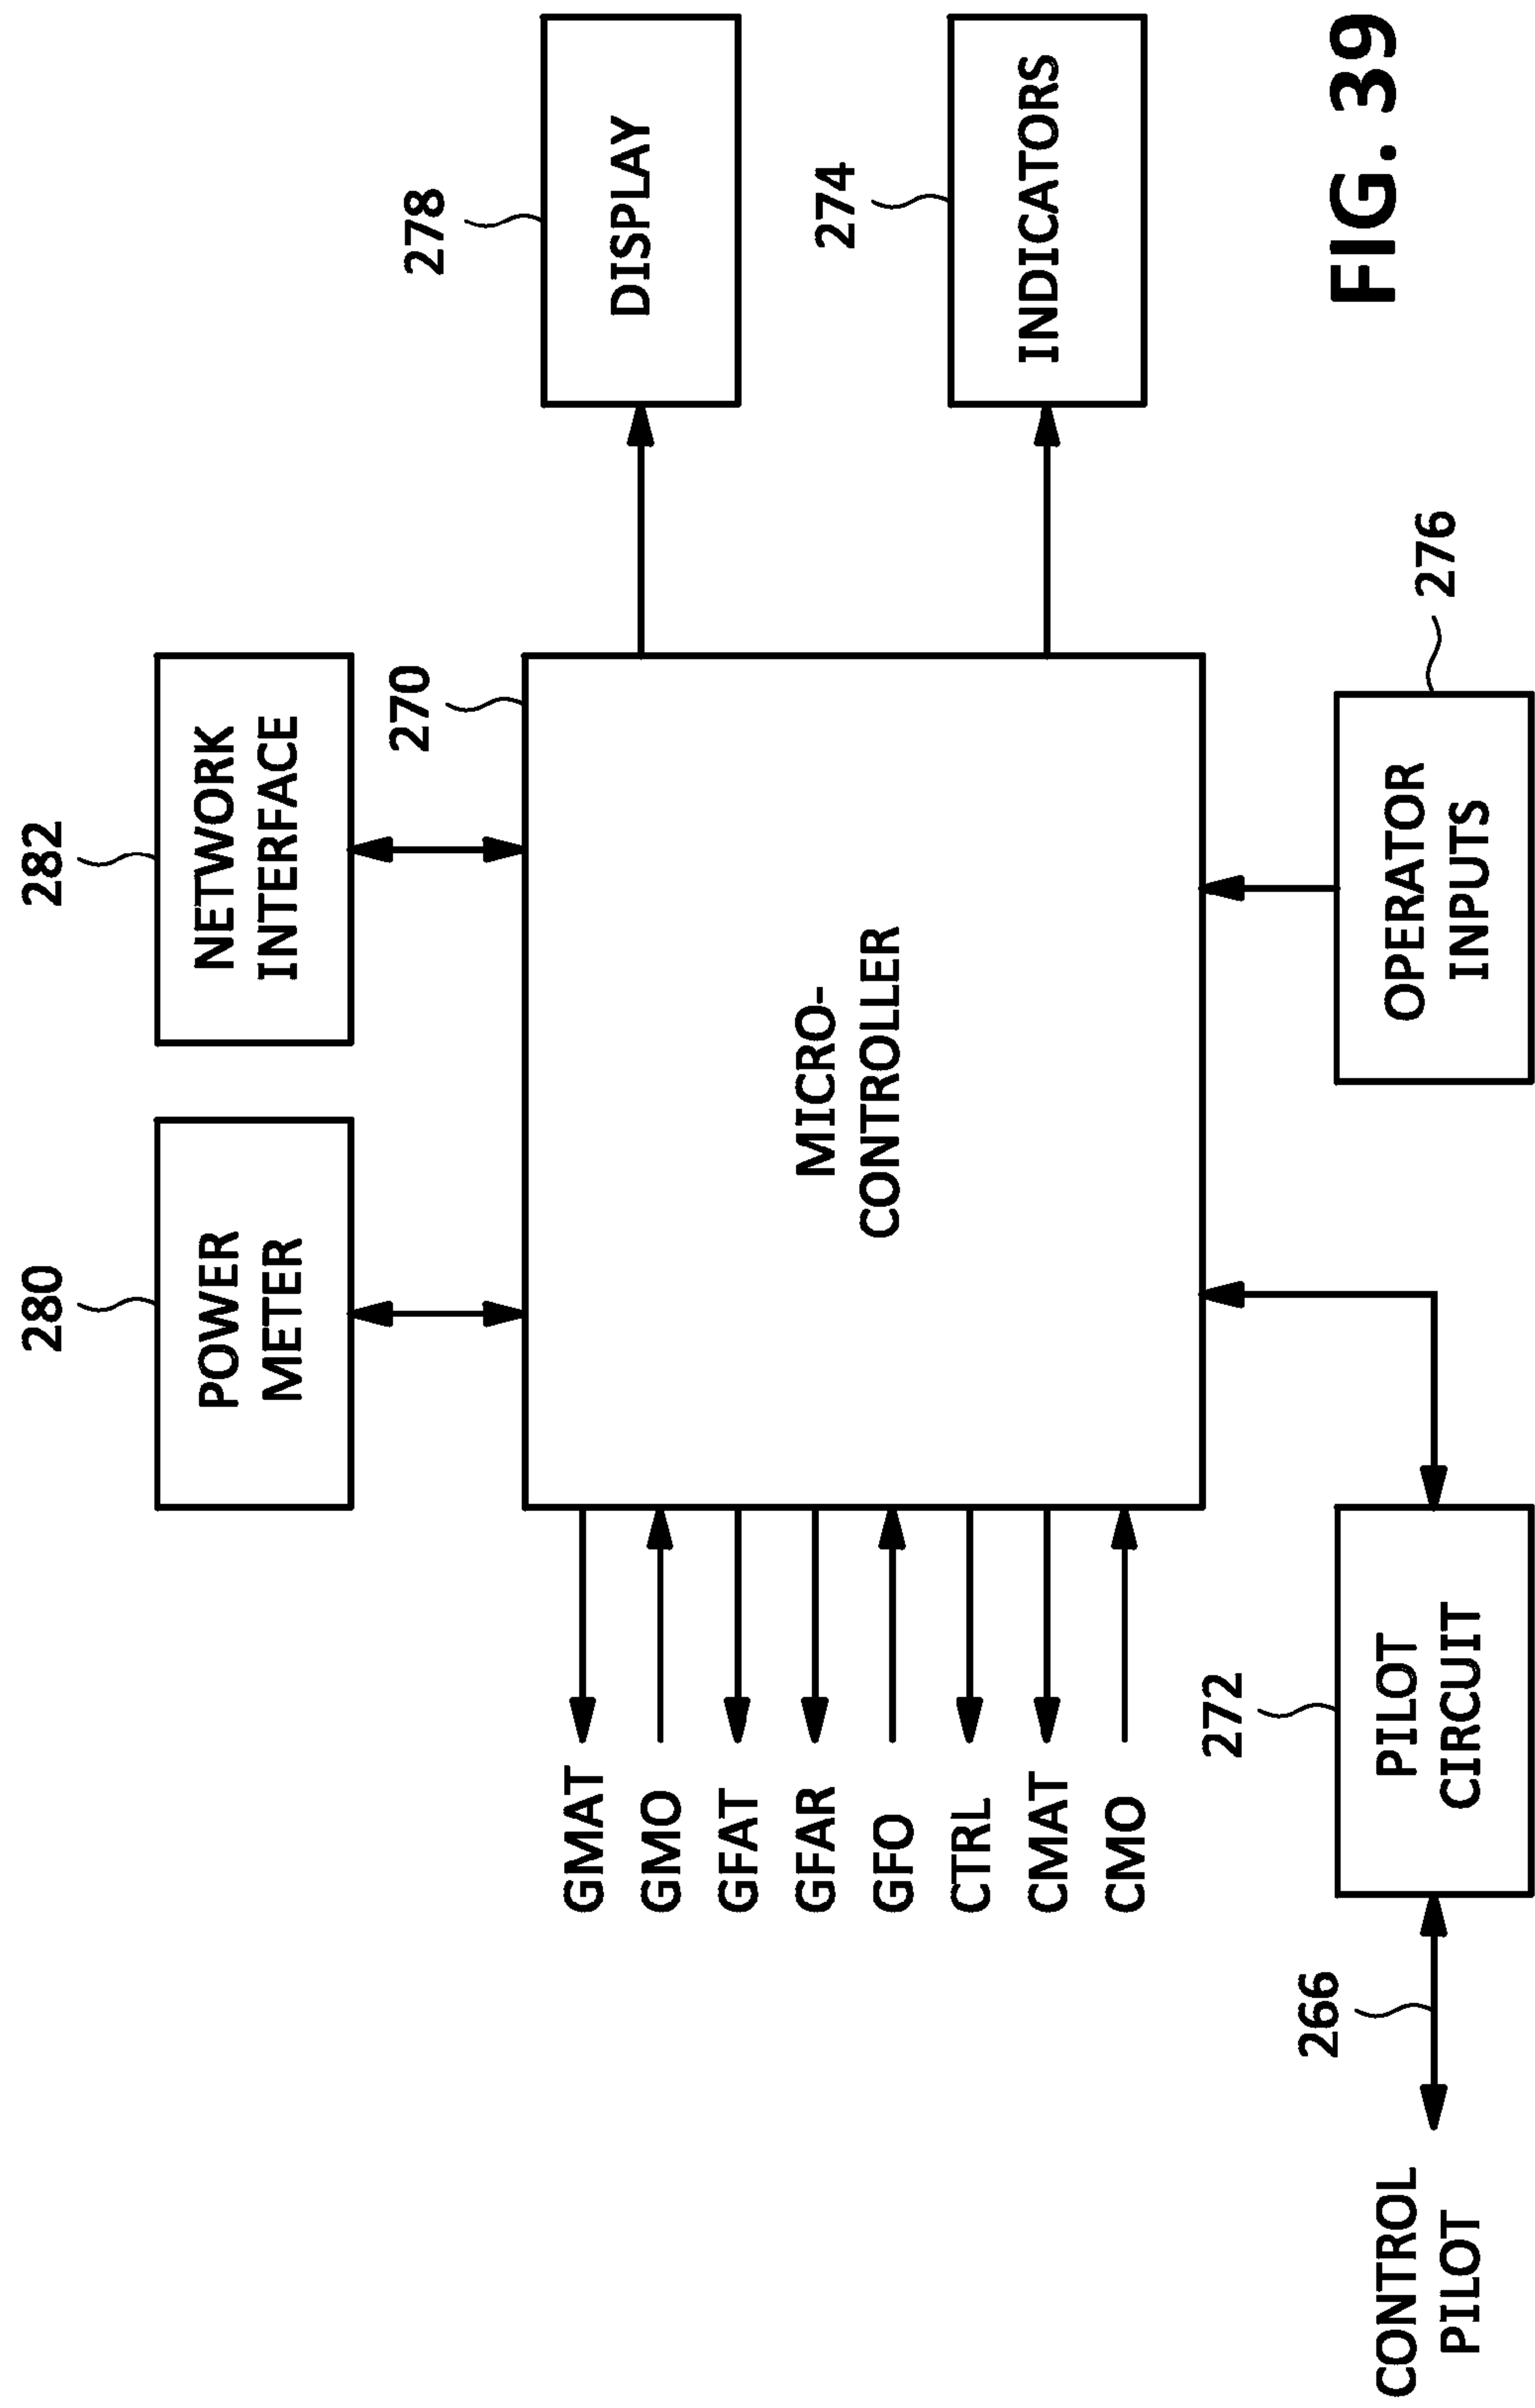 280
282
POWER
METER
NETWORK
INTERFACE
270
278
GMAT
GMO
GFAT
GFAR
GFO
CTRL
CMAT
CMO
MICRO-
CONTROLLER
DISPLAY
274
INDICATORS
272
266
CONTROL
PILOT
PILOT
CIRCUIT
OPERATOR
INPUTS
276
FIG. 39